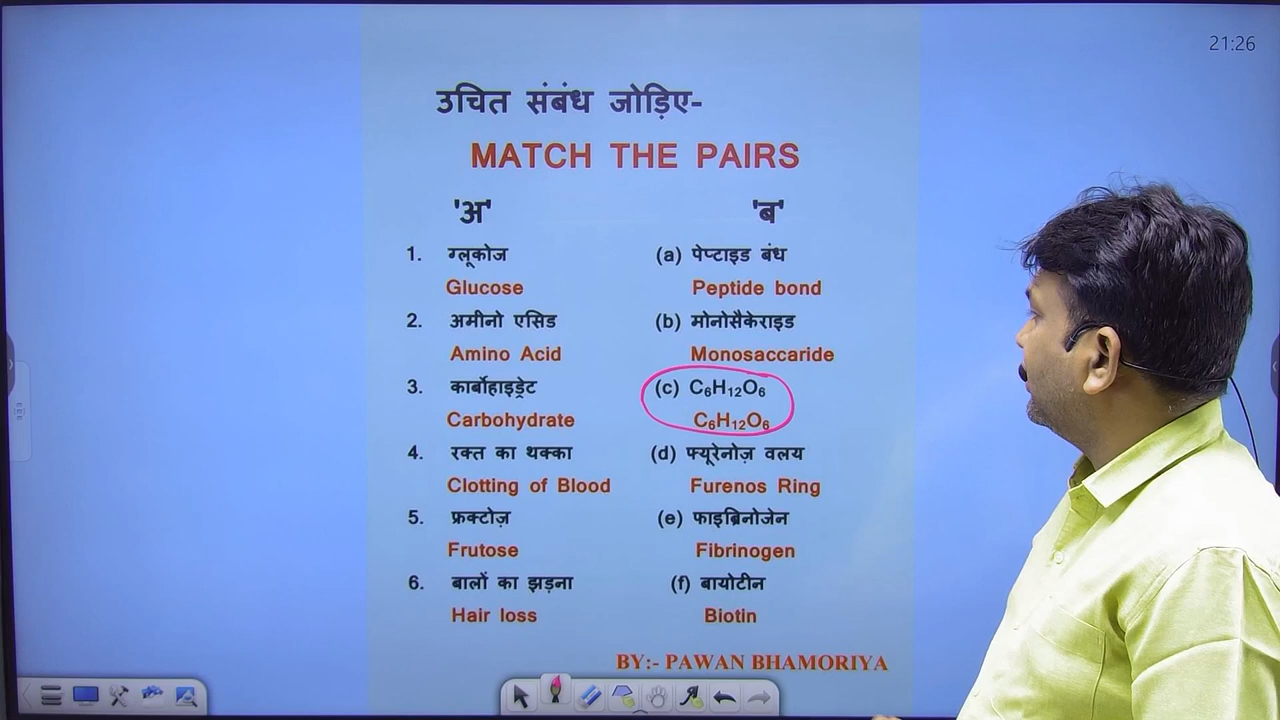 21:26
उचित संबंध जोड़िए-
MATCH THE PAIRS
'अ' 'ब'
1. ग्लूकोज (a) पेप्टाइड बंध
Glucose Peptide bond
2. अमीनो एसिड (b) मोनोसैकेराइड
Amino Acid Monosaccaride
3. कार्बोहाइड्रेट (c) C₆H₁₂O₆
Carbohydrate C₆H₁₂O₆
4. रक्त का थक्का (d) फ्यूरेनोज़ वलय
Clotting of Blood Furenos Ring
5. फ्रक्टोज़ (e) फाइब्रिनोजेन
Frutose Fibrinogen
6. बालों का झड़ना (f) बायोटीन
Hair loss Biotin
BY:- PAWAN BHAMORIYA